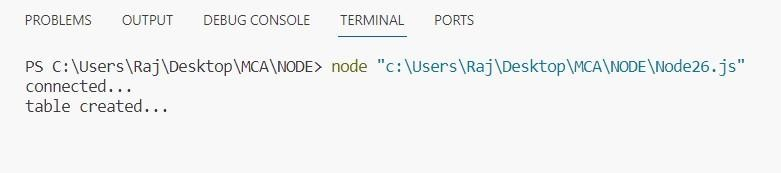 PROBLEMS OUTPUT DEBUG CONSOLE TERMINAL PORTS
PS C:\Users\Raj\Desktop\MCA\NODE> node "c:\Users\Raj\Desktop\MCA\NODE\Node26.js"
connected...
table created...